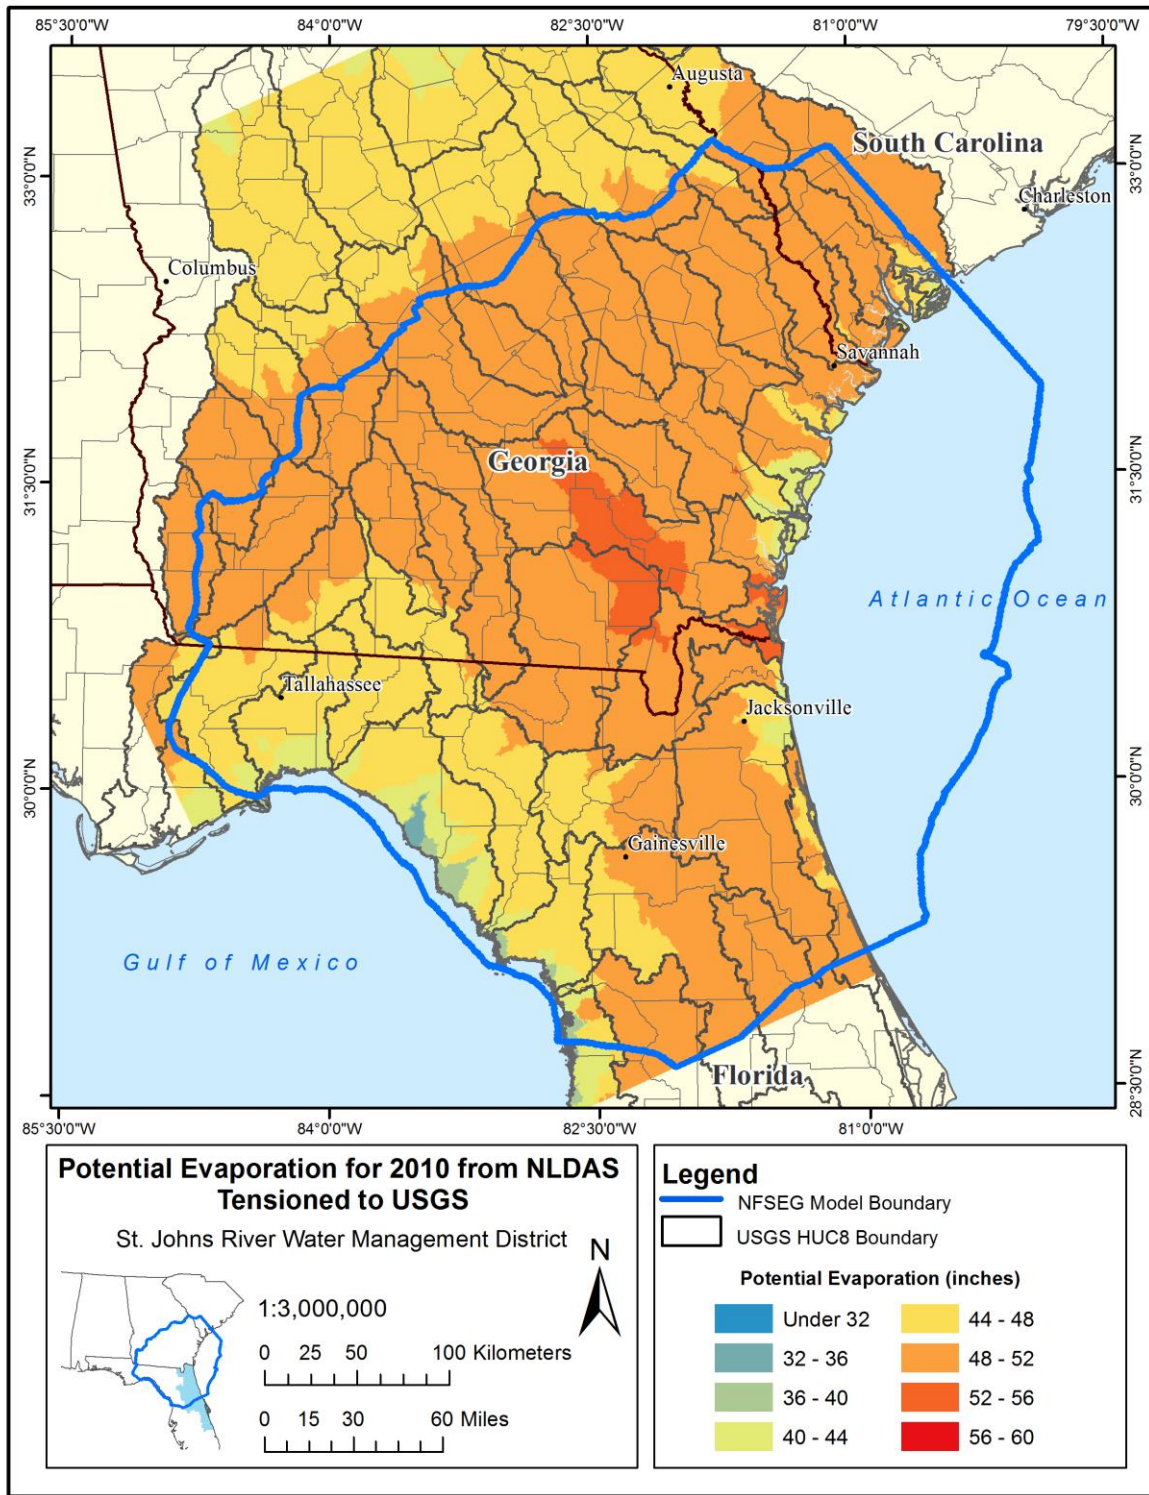 85°30'0"W 84°0'0"W 82°30'0"W 81°0'0"W 79°30'0"W
Augusta
South Carolina
33°0'0"N
33°0'0"N
Charleston
Columbus
Savannah
Georgia
31°30'0"N
31°30'0"N
Atlantic Ocean
Tallahassee
Jacksonville
30°0'0"N
30°0'0"N
Gainesville
Gulf of Mexico
Florida
28°30'0"N
85°30'0"W 84°0'0"W 82°30'0"W 81°0'0"W
Potential Evaporation for 2010 from NLDAS
Tensioned to USGS
St. Johns River Water Management District
N
1:3,000,000
0 25 50 100 Kilometers
0 15 30 60 Miles
Legend
NFSEG Model Boundary
USGS HUC8 Boundary
Potential Evaporation (inches)
Under 32 44 - 48
32 - 36 48 - 52
36 - 40 52 - 56
40 - 44 56 - 60